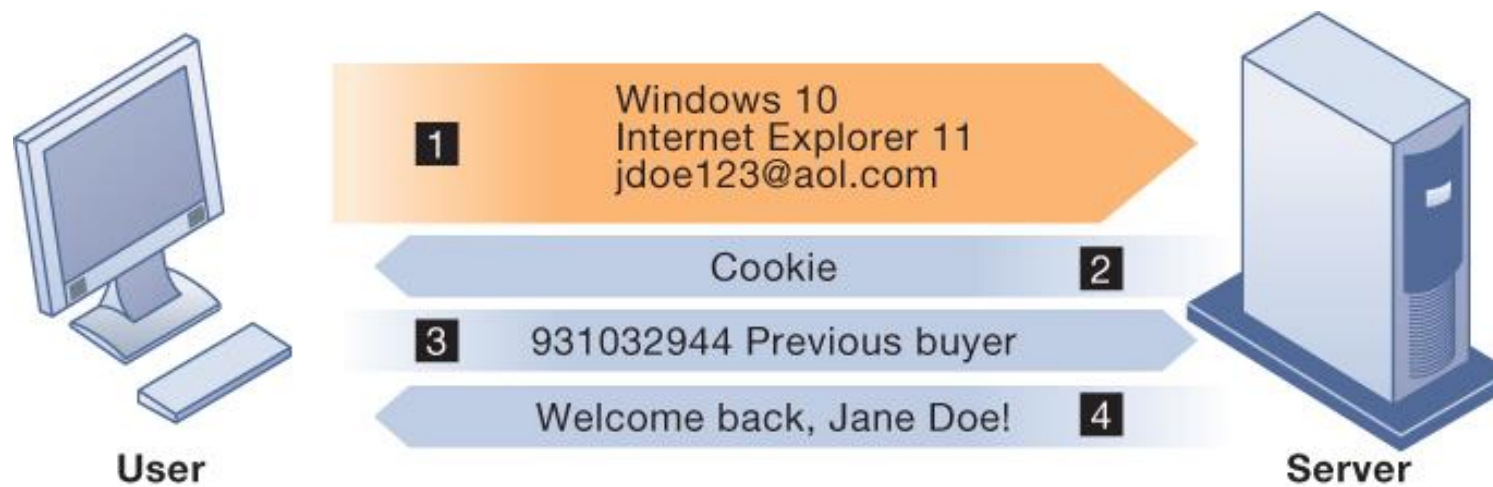 1
Windows 10
Internet Explorer 11
jdoe123@aol.com
Cookie 2
3 931032944 Previous buyer
Welcome back, Jane Doe! 4
User
Server